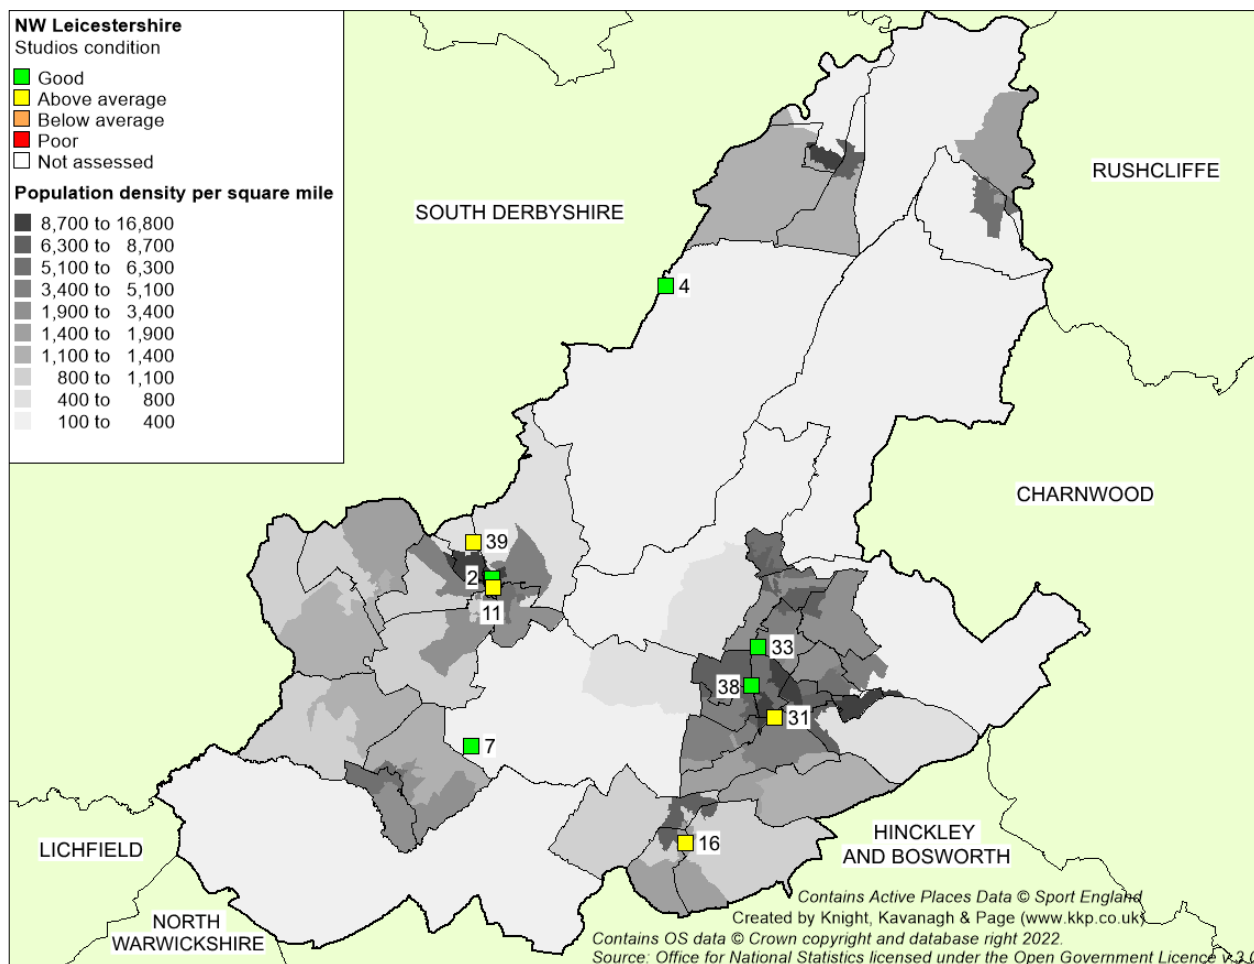 NW Leicestershire
Studios condition
Good
Above average
Below average
Poor
Not assessed
Population density per square mile
8,700 to 16,800
6,300 to 8,700
5,100 to 6,300
3,400 to 5,100
1,900 to 3,400
1,400 to 1,900
1,100 to 1,400
800 to 1,100
400 to 800
100 to 400
RUSHCLIFFE
SOUTH DERBYSHIRE
4
CHARNWOOD
39
2
11
33
38
31
7
16
LICHFIELD
HINCKLEY
AND BOSWORTH
NORTH
WARWICKSHIRE
Contains Active Places Data © Sport England
Created by Knight, Kavanagh & Page (www.kkp.co.uk)
Contains OS data © Crown copyright and database right 2022.
Source: Office for National Statistics licensed under the Open Government Licence